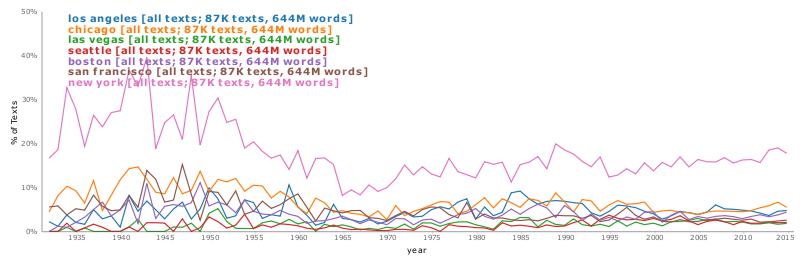 50%
los angeles [all texts; 87K texts, 644M words]
chicago [all texts; 87K texts, 644M words]
las vegas [all texts; 87K texts, 644M words]
seattle [all texts; 87K texts, 644M words]
boston [all texts; 87K texts, 644M words]
san francisco [all texts; 87K texts, 644M words]
new york [all texts; 87K texts, 644M words]
40%
30%
20%
10%
0%
% of Texts
1935 1940 1945 1950 1955 1960 1965 1970 1975 1980 1985 1990 1995 2000 2005 2010 2015
year